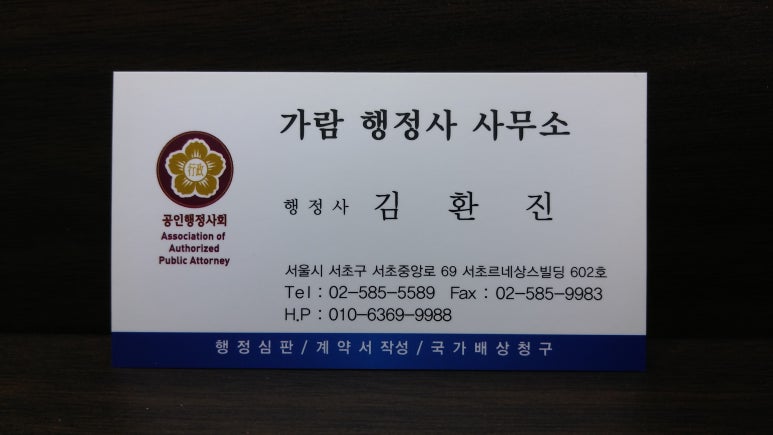 가람 행정사 사무소
行政
공인행정사회
Association of
Authorized
Public Attorney
행정사 김 환 진
서울시 서초구 서초중앙로 69 서초르네상스빌딩 602호
Tel : 02-585-5589 Fax : 02-585-9983
H.P : 010-6369-9988
행정심판 / 계약서작성 / 국가배상청구